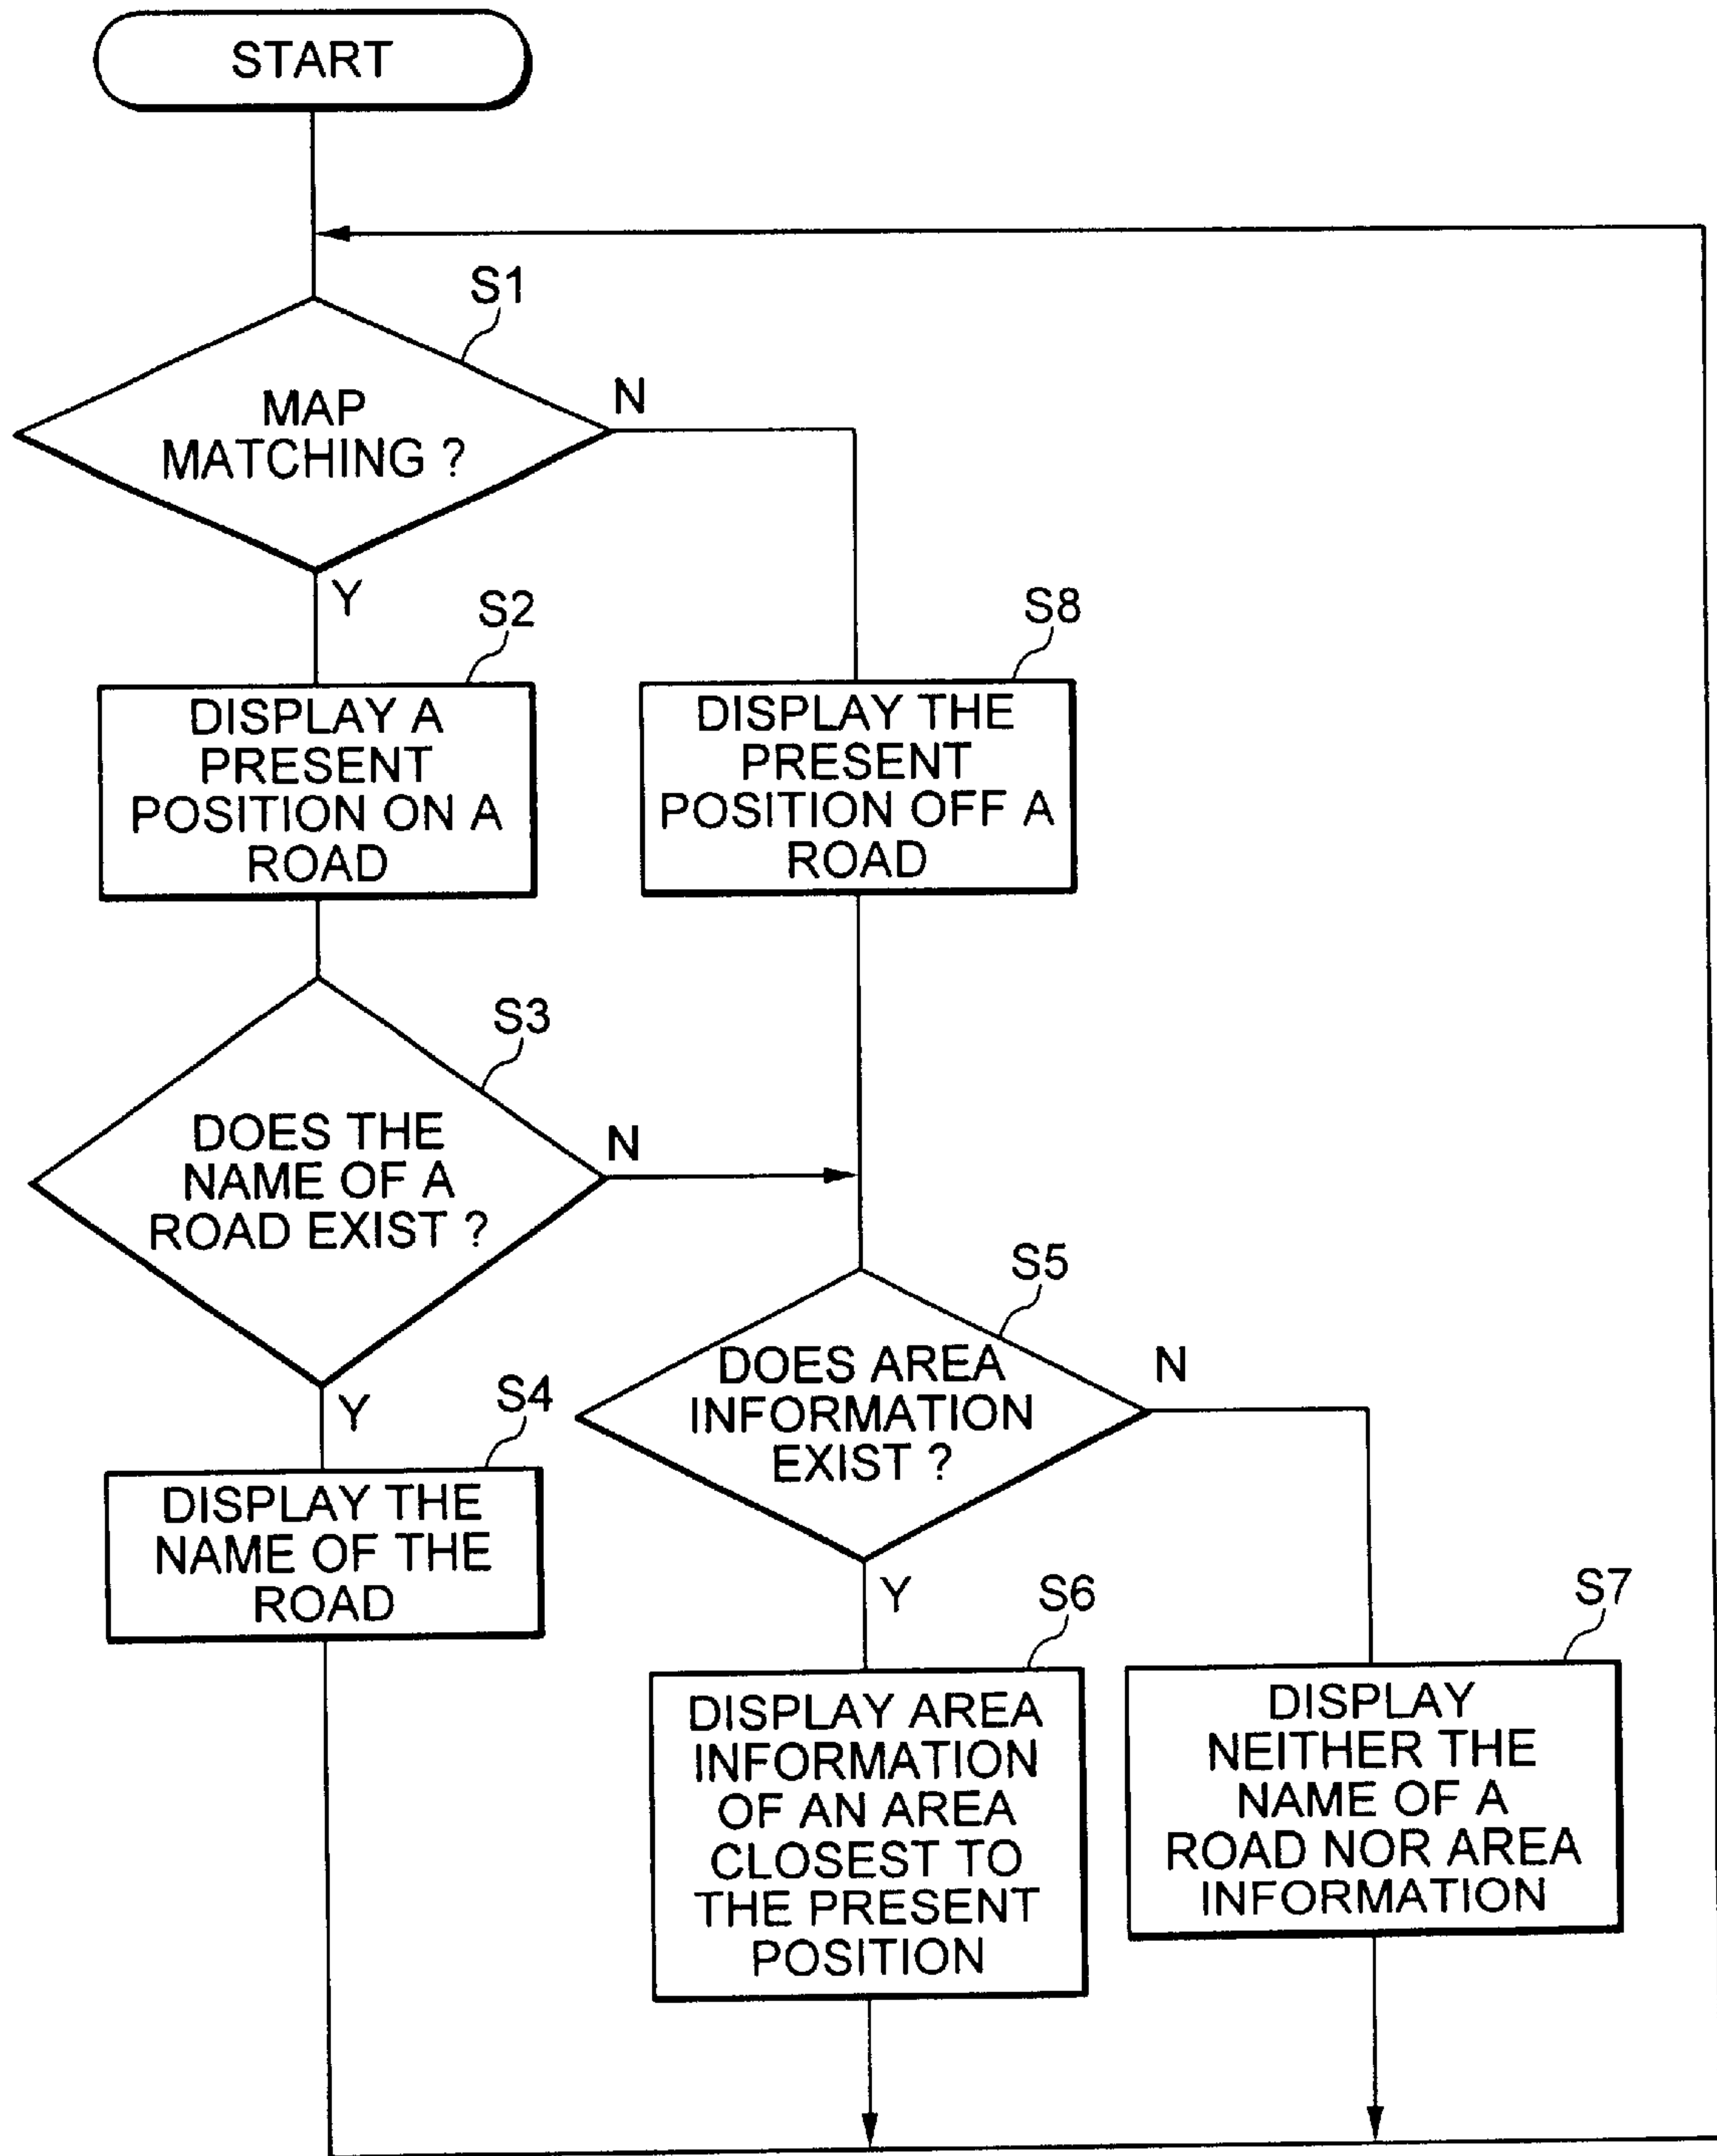 START
S1
MAP
MATCHING ?
N
Y
S2
DISPLAY A
PRESENT
POSITION ON A
ROAD
S8
DISPLAY THE
PRESENT
POSITION OFF A
ROAD
S3
DOES THE
NAME OF A
ROAD EXIST ?
N
Y
S4
DISPLAY THE
NAME OF THE
ROAD
S5
DOES AREA
INFORMATION
EXIST ?
N
Y
S6
DISPLAY AREA
INFORMATION
OF AN AREA
CLOSEST TO
THE PRESENT
POSITION
S7
DISPLAY
NEITHER THE
NAME OF A
ROAD NOR AREA
INFORMATION